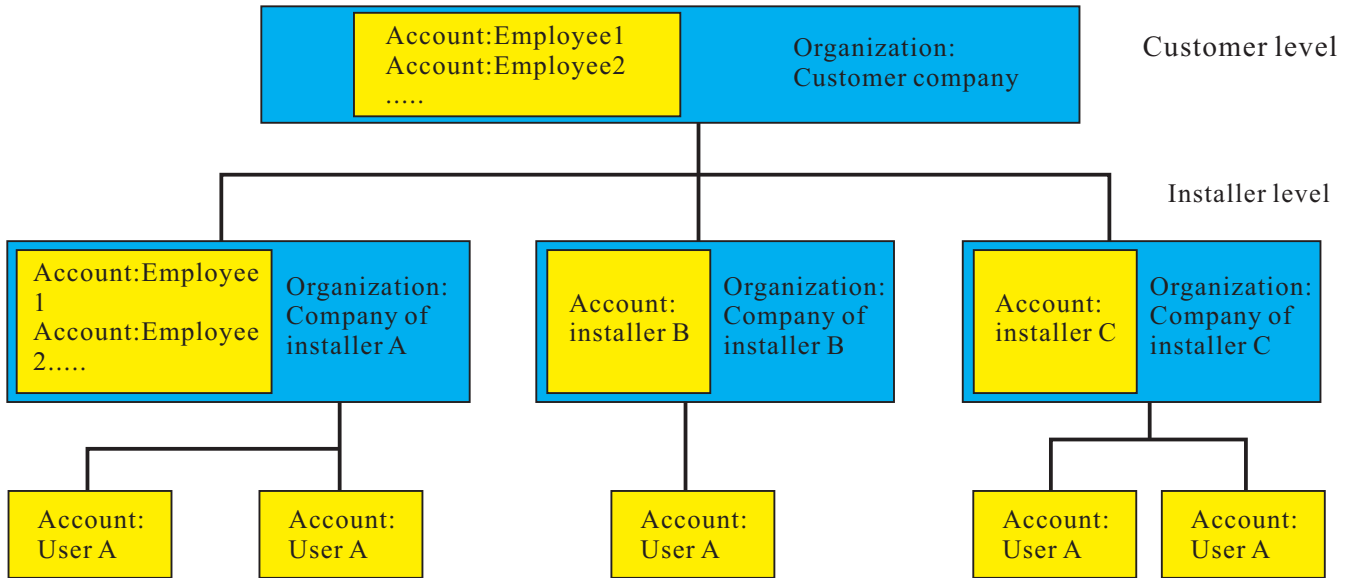 Account:Employee1
Account:Employee2
.....
Organization:
Customer company
Customer level
Installer level
Account:Employee
1
Account:Employee
2.....
Organization:
Company of
installer A
Account:
installer B
Organization:
Company of
installer B
Account:
installer C
Organization:
Company of
installer C
Account:
User A
Account:
User A
Account:
User A
Account:
User A
Account:
User A